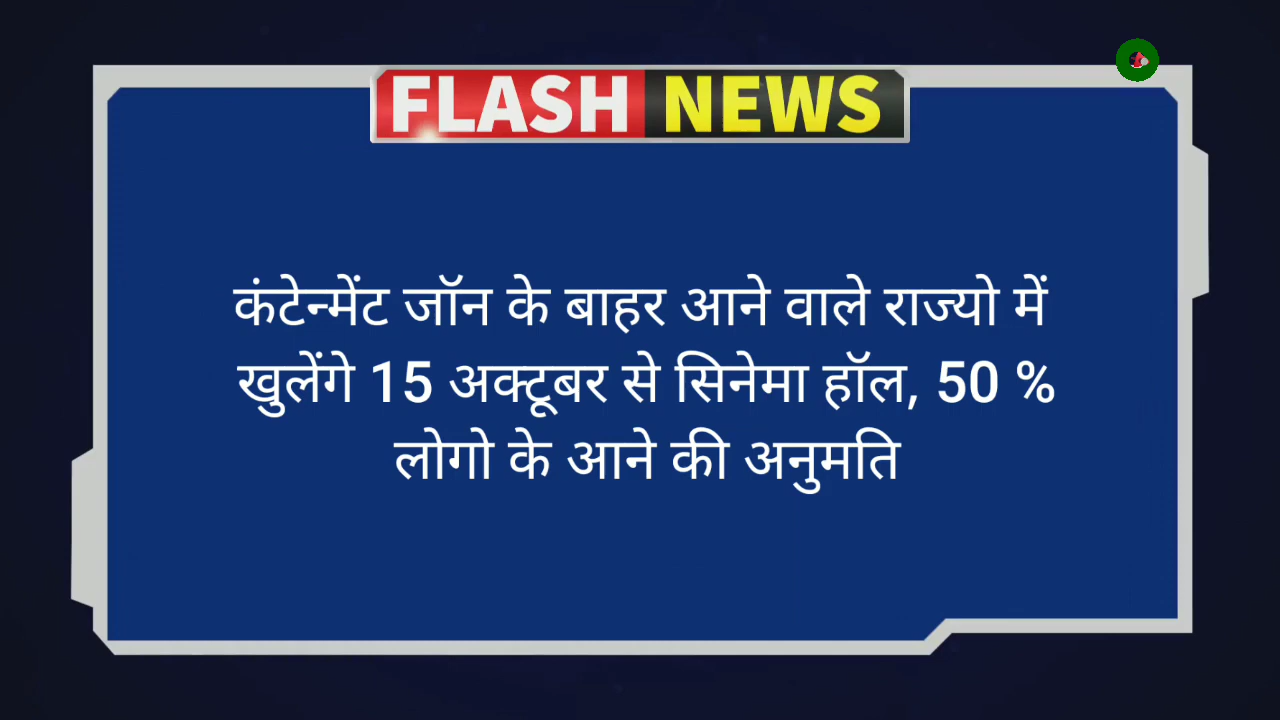 FLASH NEWS
कंटेन्मेंट जॉन के बाहर आने वाले राज्यो में
खुलेंगे 15 अक्टूबर से सिनेमा हॉल, 50 %
लोगो के आने की अनुमति